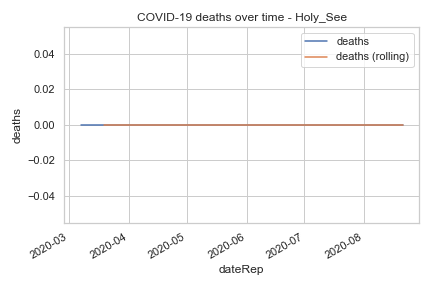 COVID-19 deaths over time - Holy_See
deaths
deaths (rolling)
0.04
0.02
0.00
−0.02
−0.04
deaths
2020-03
2020-04
2020-05
2020-06
2020-07
2020-08
dateRep